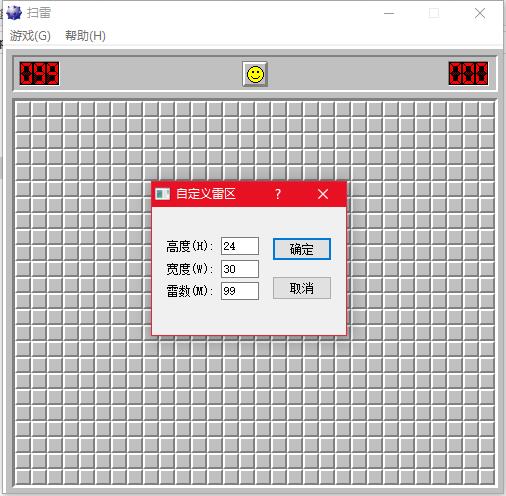 扫雷
游戏(G) 帮助(H)
099
000
自定义雷区
?
高度(H): 24
确定
宽度(W): 30
雷数(M): 99
取消